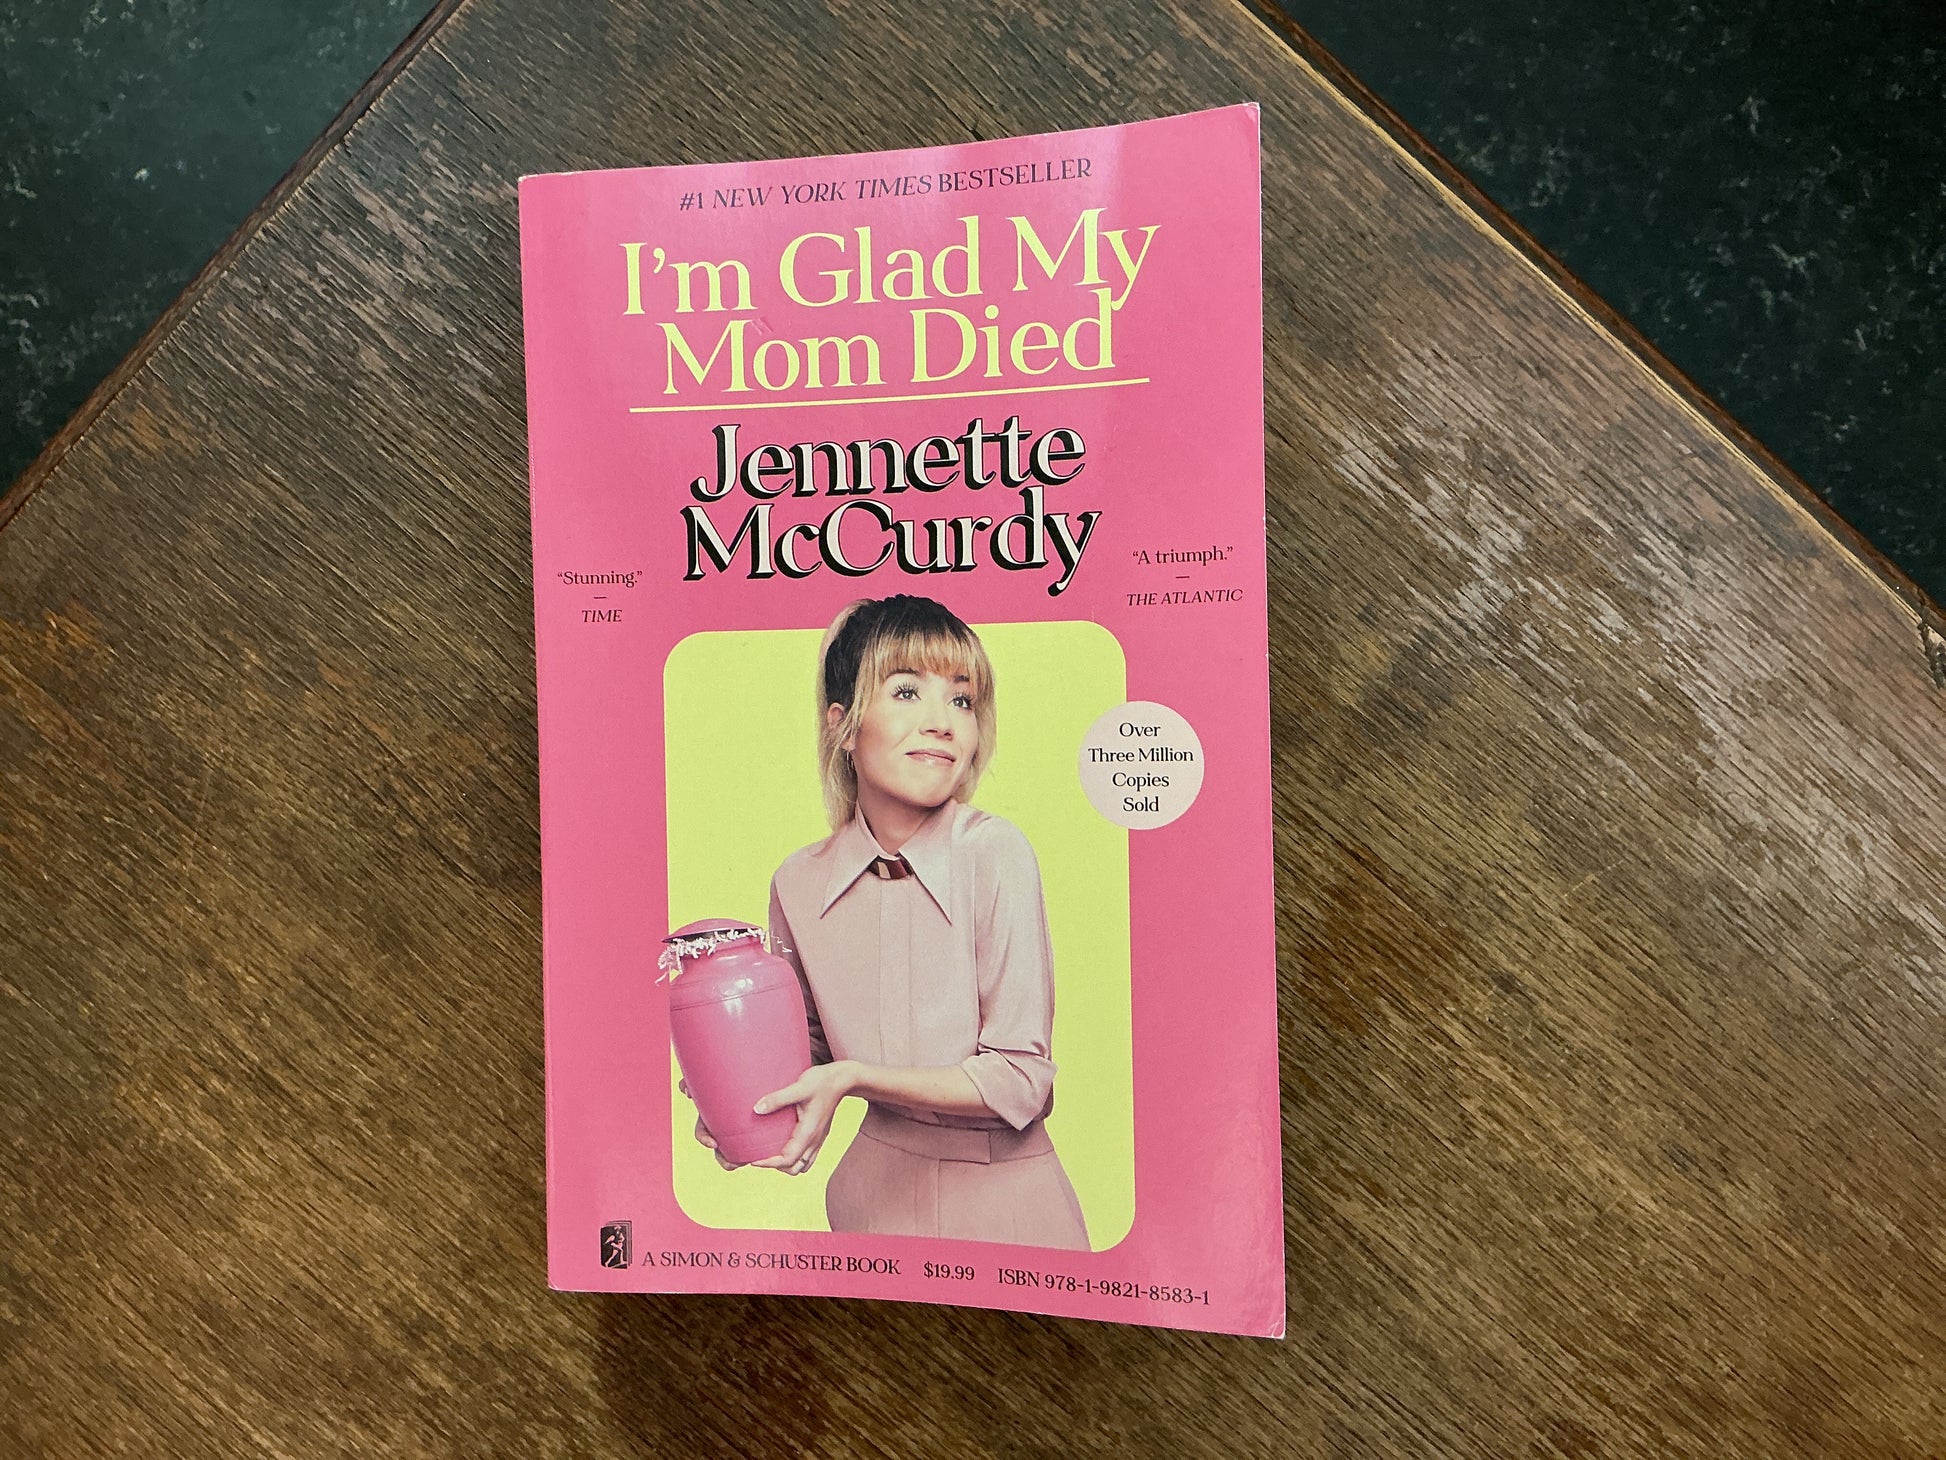 #1 NEW YORK TIMES BESTSELLER
I'm Glad My
Mom Died
Jennette
McCurdy
“Stunning.”
—
TIME
“A triumph.”
—
THE ATLANTIC
Over
Three Million
Copies
Sold
A SIMON & SCHUSTER BOOK $19.99 ISBN 978-1-9821-8583-1